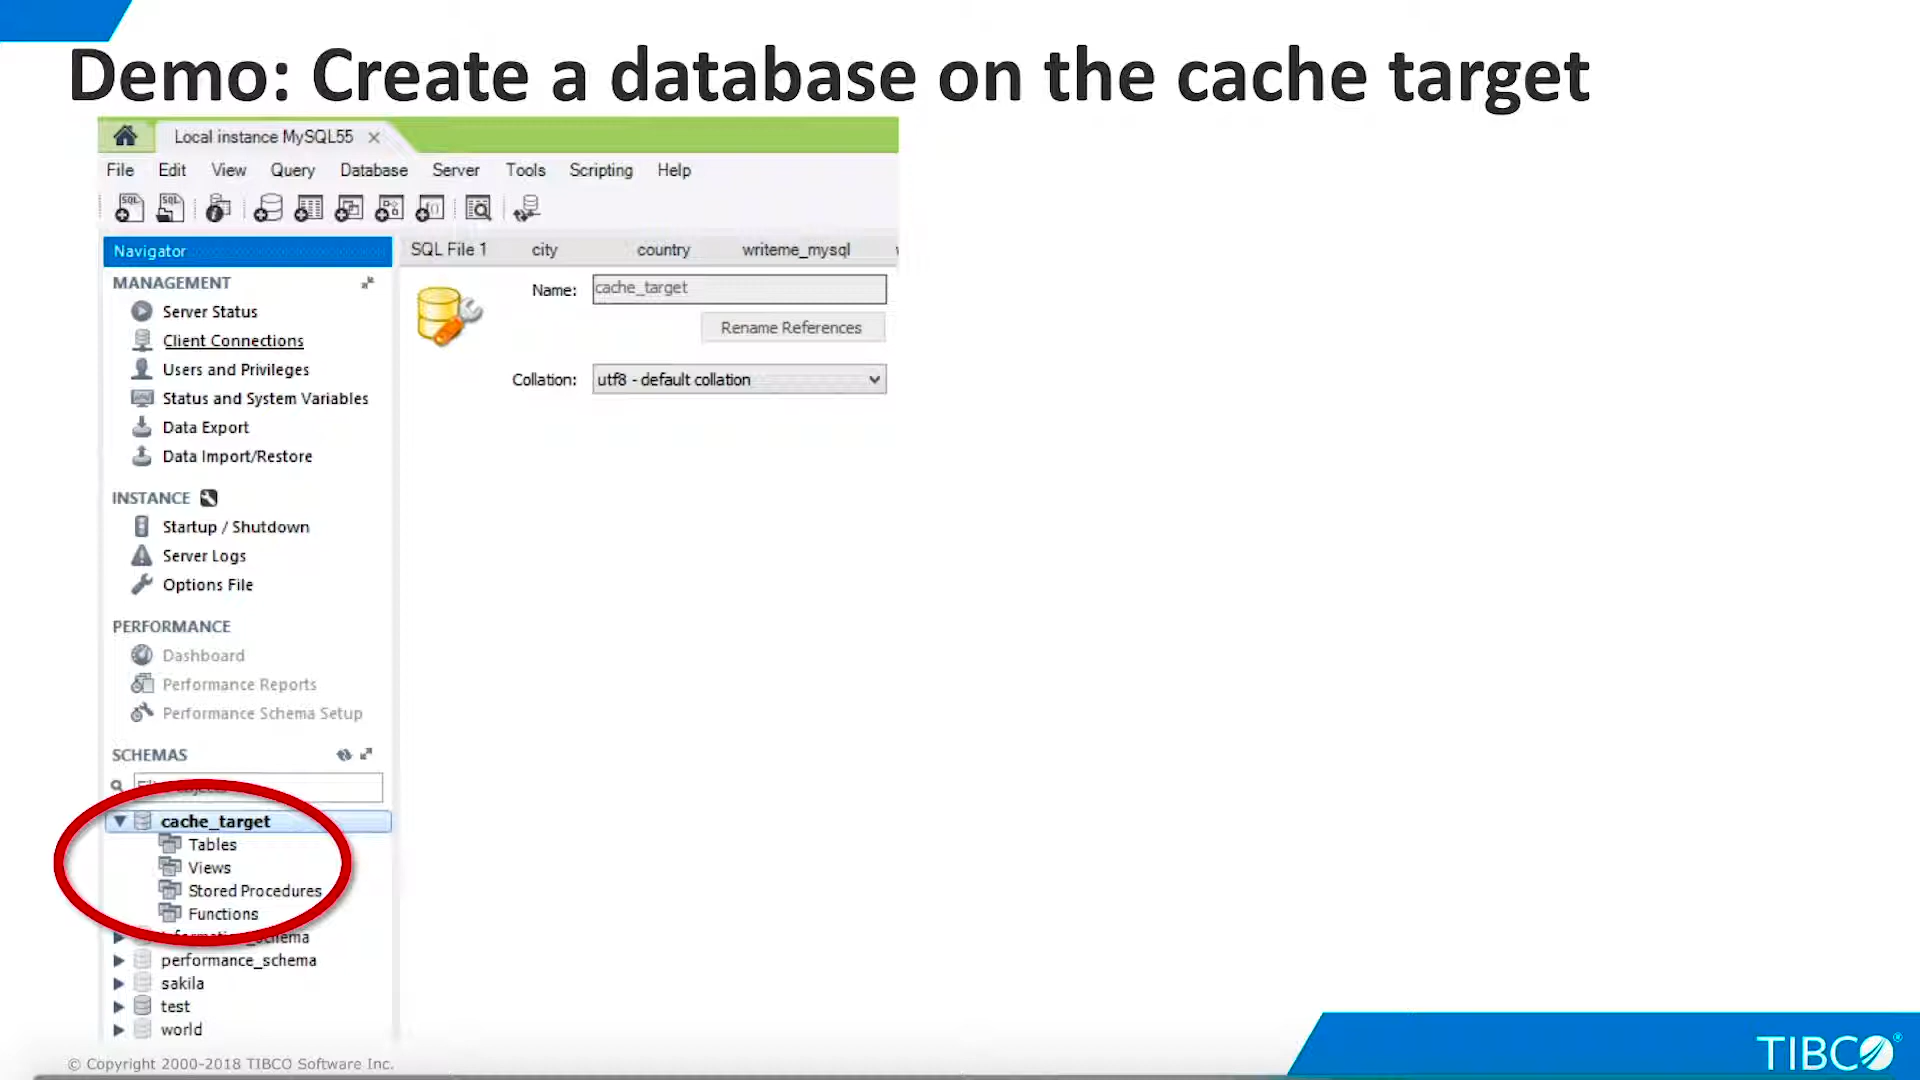 Demo: Create a database on the cache target
Local instance MySQL55
File Edit View Query Database Server Tools Scripting Help
Navigator
SQL File 1 city country writeme_mysql
MANAGEMENT
Server Status
Client Connections
Users and Privileges
Status and System Variables
Data Export
Data Import/Restore
Name: cache_target
Rename References
Collation: utf8 - default collation
INSTANCE
Startup / Shutdown
Server Logs
Options File
PERFORMANCE
Dashboard
Performance Reports
Performance Schema Setup
SCHEMAS
cache_target
Tables
Views
Stored Procedures
Functions
information_schema
performance_schema
sakila
test
world
© Copyright 2000-2018 TIBCO Software Inc.
TIBCO®